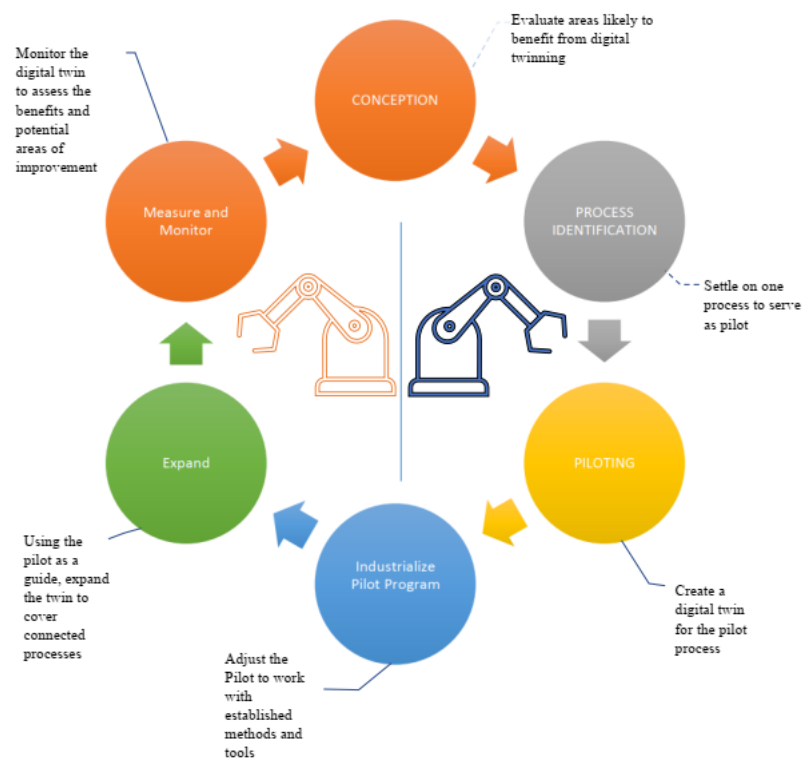 Evaluate areas likely to
benefit from digital
twinning
CONCEPTION
PROCESS
IDENTIFICATION
Settle on one
process to serve
as pilot
PILOTING
Create a
digital twin
for the pilot
process
Industrialize
Pilot Program
Adjust the
Pilot to work
with
established
methods and
tools
Expand
Using the
pilot as a
guide, expand
the twin to
cover
connected
processes
Measure and
Monitor
Monitor the
digital twin
to assess the
benefits and
potential
areas of
improvement